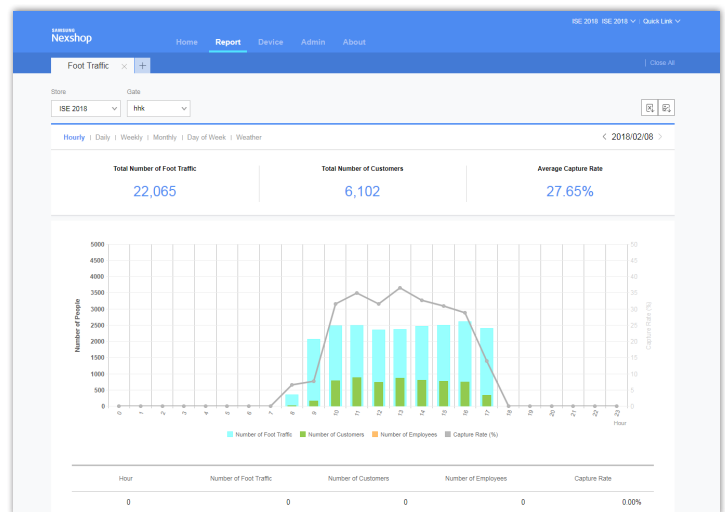 ISE 2018 ISE 2018 | Quick Link
SAMSUNG
Nexshop
Home Report Device Admin About
Foot Traffic × + | Close All
Store Gate
ISE 2018 hhk
Hourly | Daily | Weekly | Monthly | Day of Week | Weather < 2018/02/08 >
Total Number of Foot Traffic Total Number of Customers Average Capture Rate
22,065 6,102 27.65%
5000 50
4500 45
4000 40
3500 35
3000 30
2500 25
2000 20
1500 15
1000 10
500 5
0 0
Number of People
Capture Rate (%)
0 1 2 3 4 5 6 7 8 9 10 11 12 13 14 15 16 17 18 19 20 21 22 23
Hour
Number of Foot Traffic Number of Customers Number of Employees Capture Rate (%)
Hour Number of Foot Traffic Number of Customers Number of Employees Capture Rate
0 0 0 0 0.00%